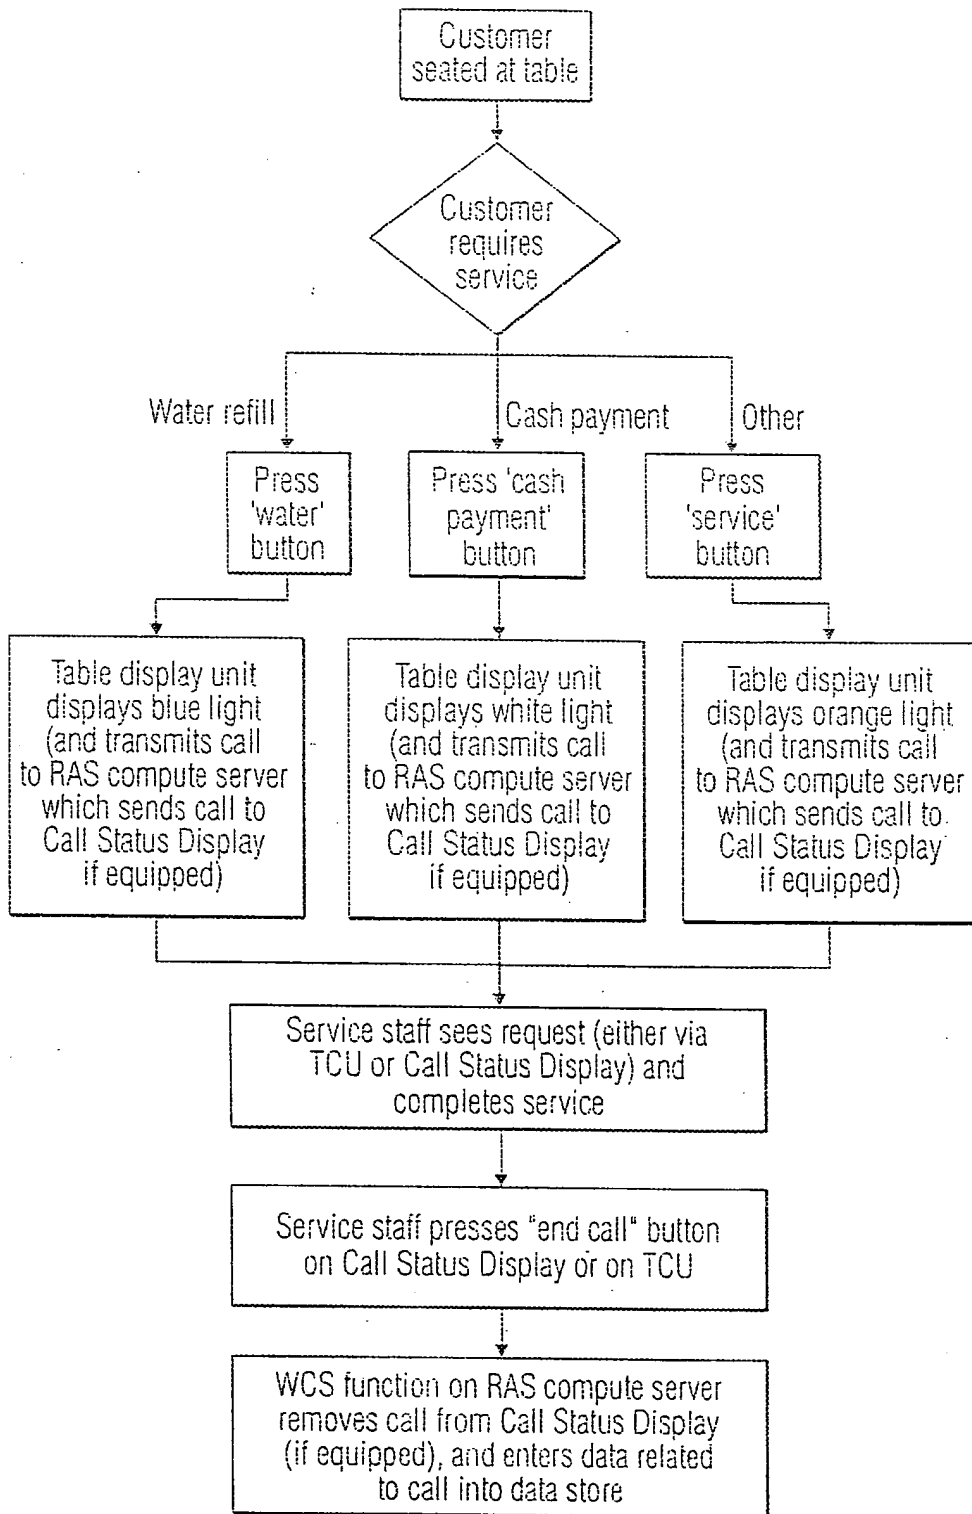 Customer
seated at table
Customer
requires
service
Water refill
Cash payment
Other
Press
'water'
button
Press 'cash
payment'
button
Press
'service'
button
Table display unit
displays blue light
(and transmits call
to RAS compute server
which sends call to
Call Status Display
if equipped)
Table display unit
displays white light
(and transmits call
to RAS compute server
which sends call to
Call Status Display
if equipped)
Table display unit
displays orange light
(and transmits call
to RAS compute server
which sends call to
Call Status Display
if equipped)
Service staff sees request (either via
TCU or Call Status Display) and
completes service
Service staff presses "end call" button
on Call Status Display or on TCU
WCS function on RAS compute server
removes call from Call Status Display
(if equipped), and enters data related
to call into data store